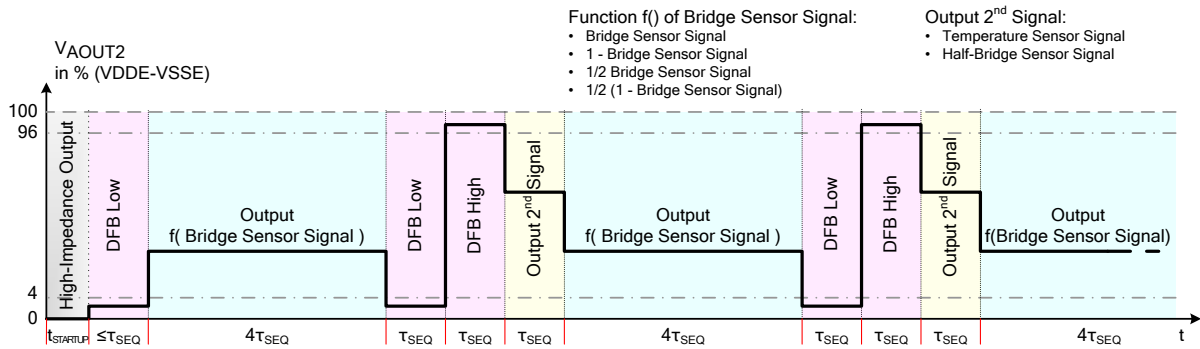 Function f() of Bridge Sensor Signal:
• Bridge Sensor Signal
• 1 - Bridge Sensor Signal
• 1/2 Bridge Sensor Signal
• 1/2 (1 - Bridge Sensor Signal)
Output 2nd Signal:
• Temperature Sensor Signal
• Half-Bridge Sensor Signal
VAOUT2
in % (VDDE-VSSE)
100
96
4
0
High-Impedance Output
DFB Low
Output
f( Bridge Sensor Signal )
DFB Low
DFB High
Output 2nd Signal
Output
f( Bridge Sensor Signal )
DFB Low
DFB High
Output 2nd Signal
Output
f(Bridge Sensor Signal)
tSTARTUP
≤τSEQ
4τSEQ
τSEQ
τSEQ
τSEQ
4τSEQ
τSEQ
τSEQ
τSEQ
4τSEQ
t